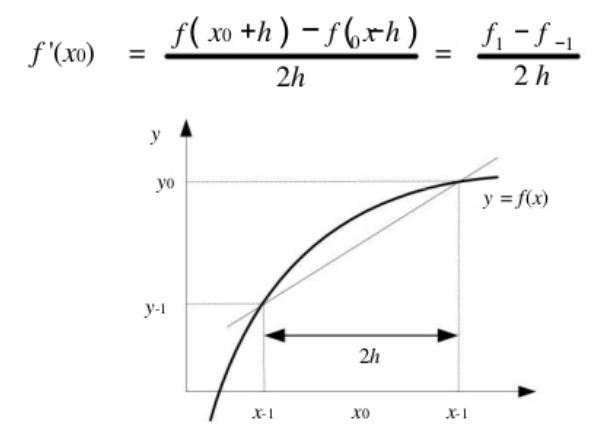 f'(x0) = f( x0 +h ) − f(0x-h ) / 2h = f1 − f−1 / 2 h
y
y0
y = f(x)
y-1
2h
x-1 x0 x-1